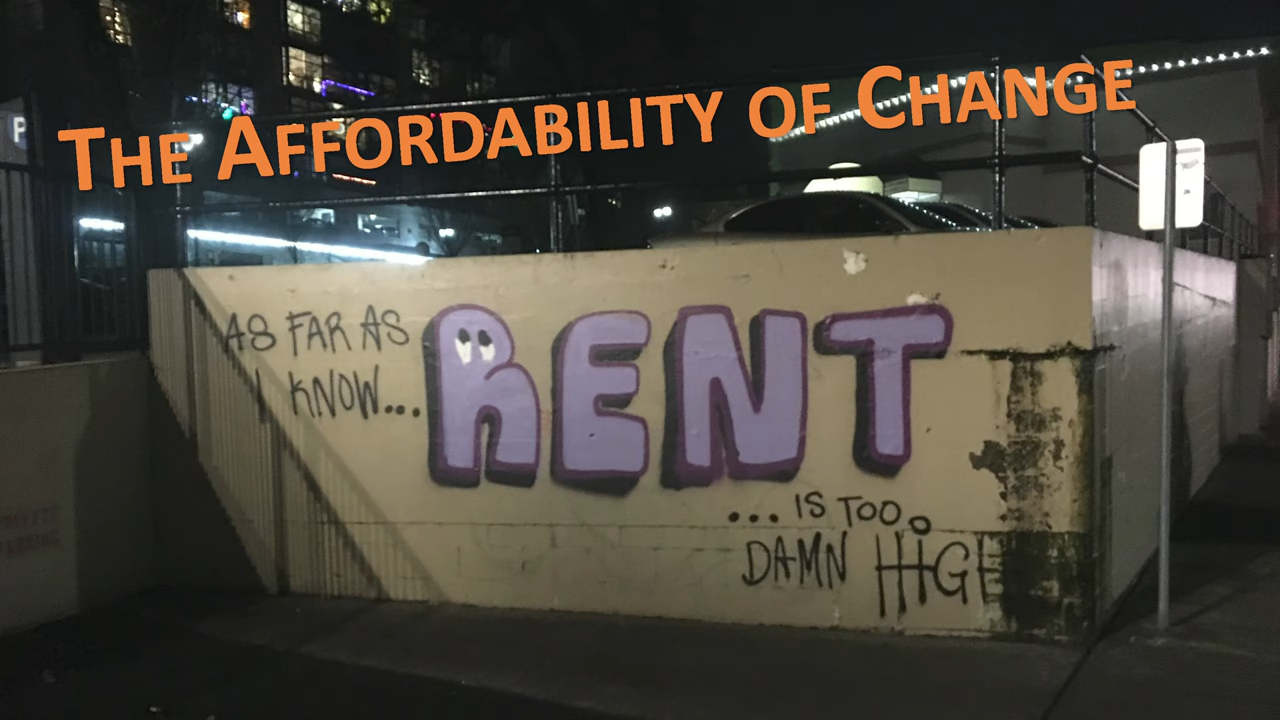 The Affordability of Change
P
AS FAR AS
I KNOW...
RENT
... IS TOO
DAMN HIGH